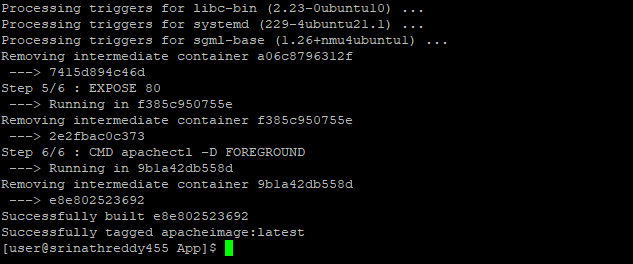 Processing triggers for libc-bin (2.23-0ubuntu10) ...
Processing triggers for systemd (229-4ubuntu21.1) ...
Processing triggers for sgml-base (1.26+nmu4ubuntu1) ...
Removing intermediate container a06c8796312f
 ---> 7415d894c46d
Step 5/6 : EXPOSE 80
 ---> Running in f385c950755e
Removing intermediate container f385c950755e
 ---> 2e2fbac0c373
Step 6/6 : CMD apachectl -D FOREGROUND
 ---> Running in 9b1a42db558d
Removing intermediate container 9b1a42db558d
 ---> e8e802523692
Successfully built e8e802523692
Successfully tagged apacheimage:latest
[user@srinathreddy455 App]$